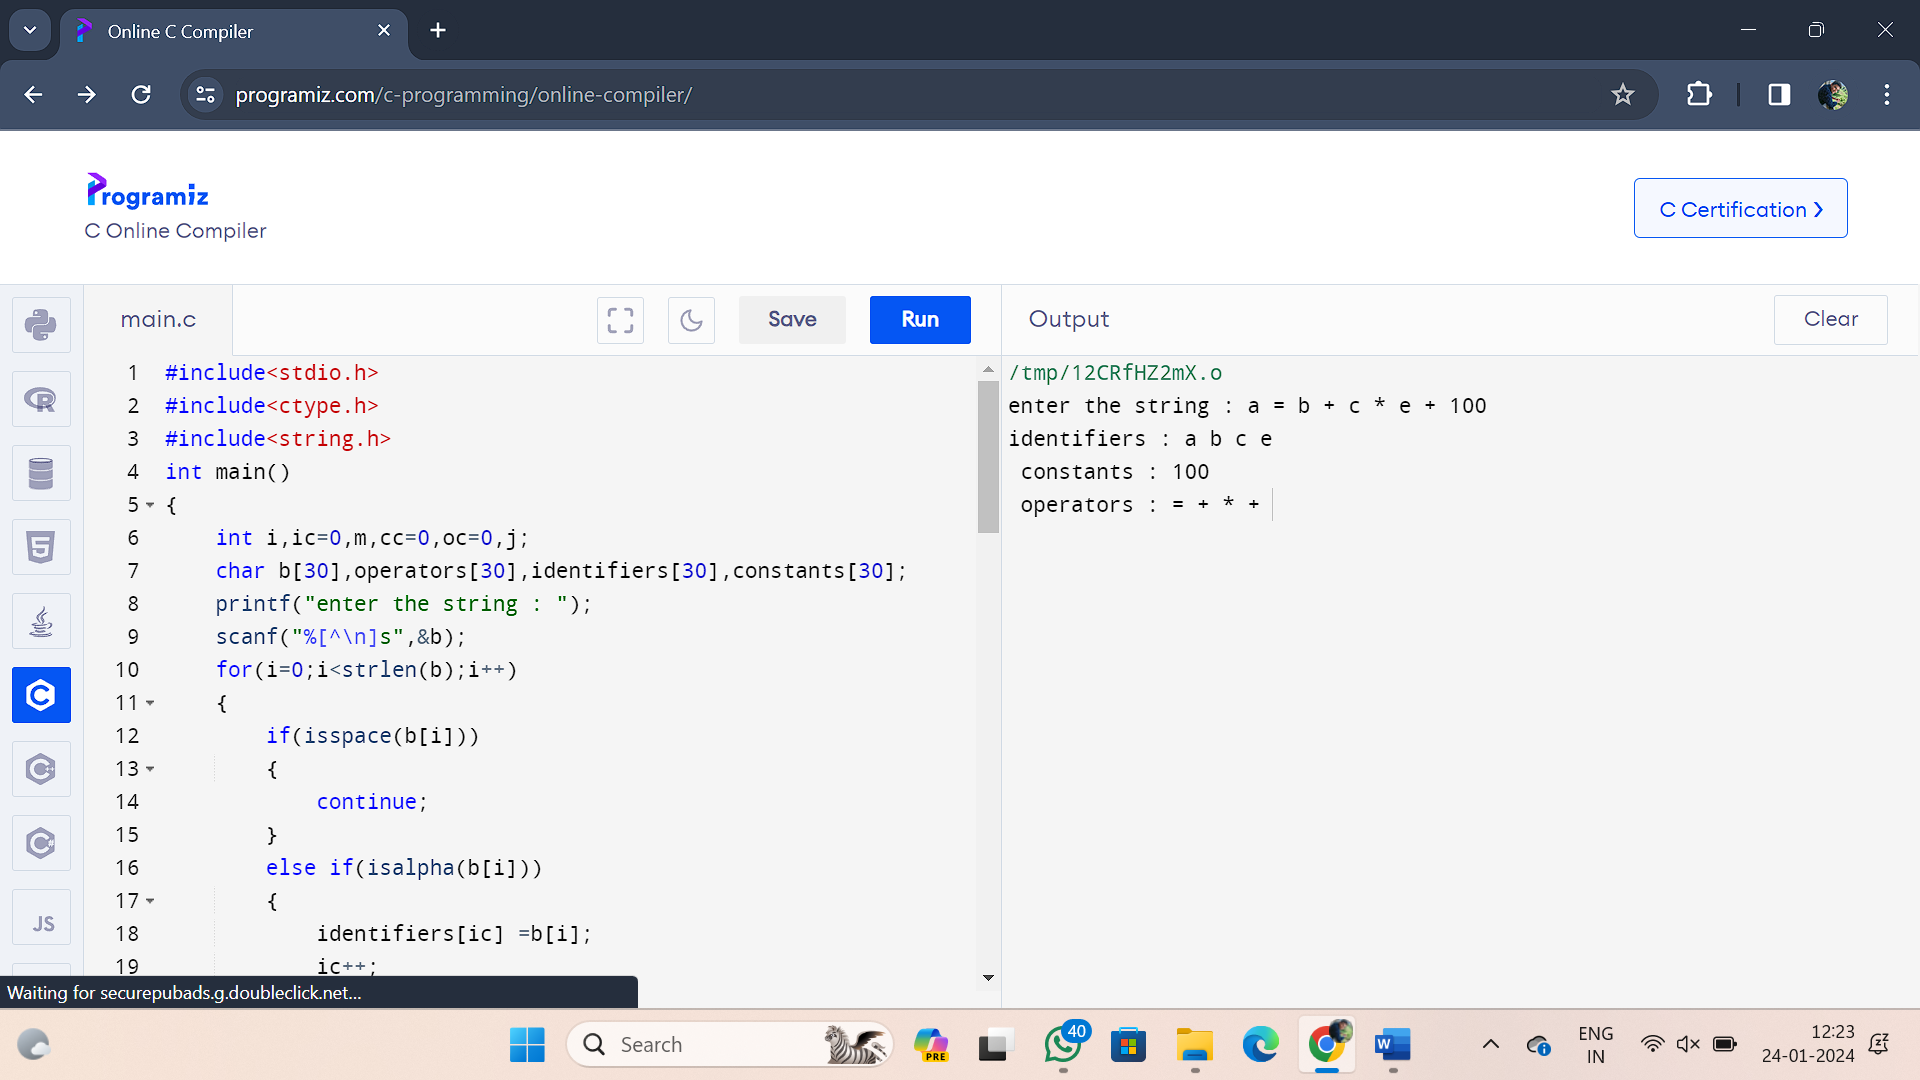 Online C Compiler
programiz.com/c-programming/online-compiler/
Programiz
C Online Compiler
C Certification ❯
main.c
Save
Run
Output
Clear
1 #include<stdio.h>
2 #include<ctype.h>
3 #include<string.h>
4 int main()
5 {
6 int i,ic=0,m,cc=0,oc=0,j;
7 char b[30],operators[30],identifiers[30],constants[30];
8 printf("enter the string : ");
9 scanf("%[^\n]s",&b);
10 for(i=0;i<strlen(b);i++)
11 {
12 if(isspace(b[i]))
13 {
14 continue;
15 }
16 else if(isalpha(b[i]))
17 {
18 identifiers[ic] =b[i];
19 ic++;
/tmp/12CRfHZ2mX.o
enter the string : a = b + c * e + 100
identifiers : a b c e
constants : 100
operators : = + * +
JS
Waiting for securepubads.g.doubleclick.net...
Search
PRE
40
W
ENG
IN
12:23
24-01-2024